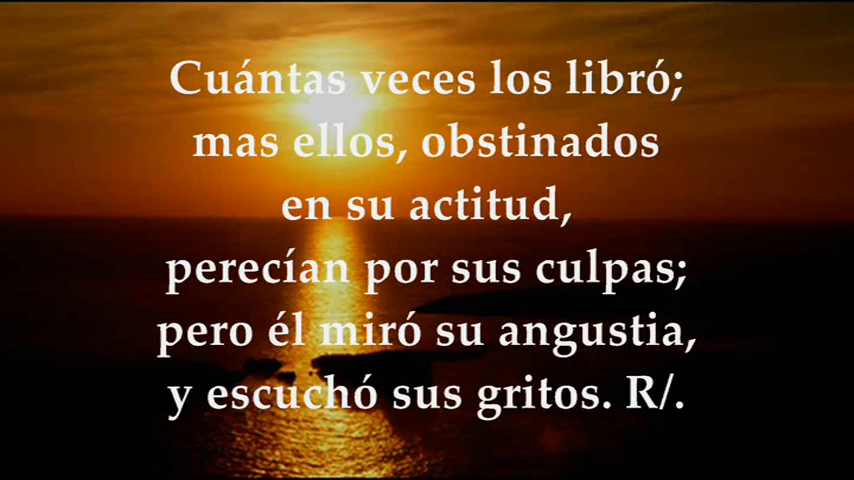 Cuántas veces los libró;
mas ellos, obstinados
en su actitud,
perecían por sus culpas;
pero él miró su angustia,
y escuchó sus gritos. R/.